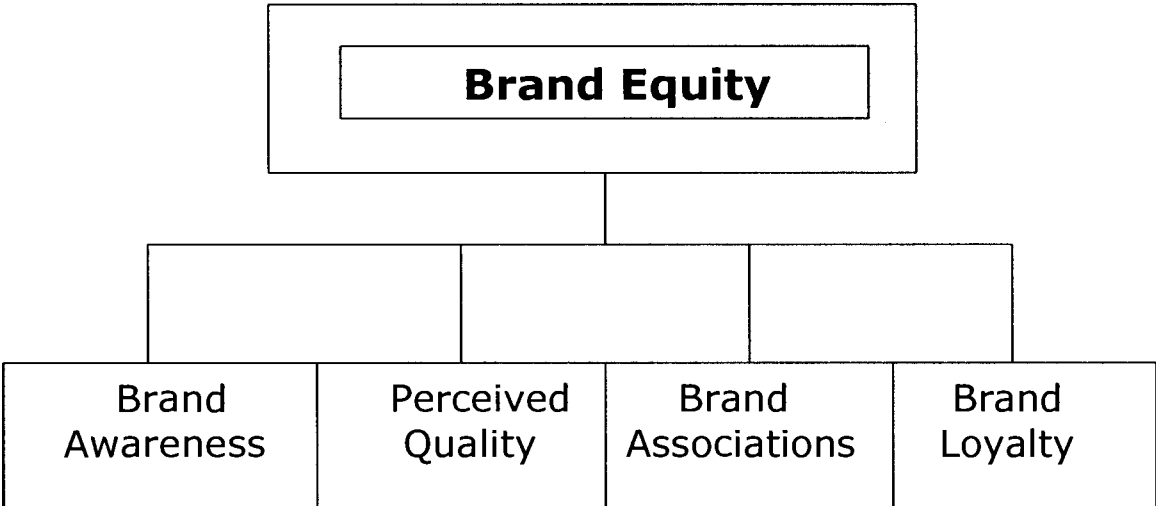 Brand Equity
Brand
Awareness
Perceived
Quality
Brand
Associations
Brand
Loyalty